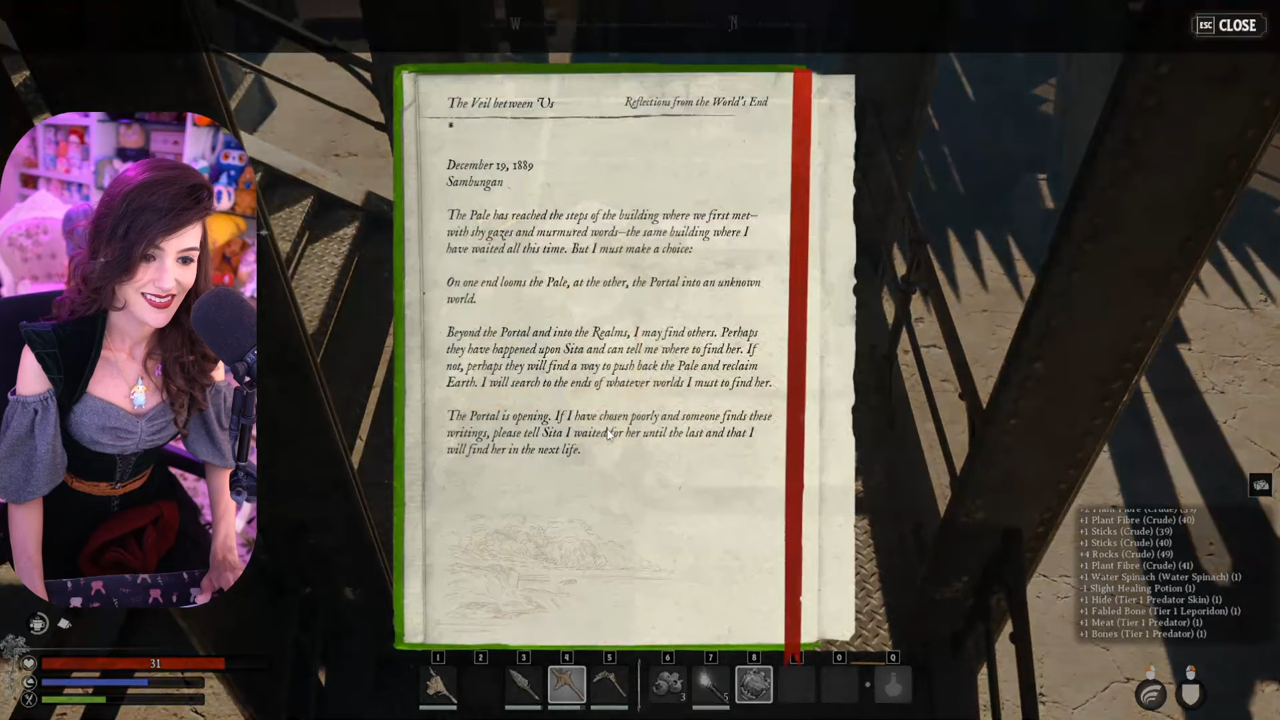 W N
ESC CLOSE
The Veil between Us Reflections from the World's End
December 19, 1889
Sambungan
The Pale has reached the steps of the building where we first met—
with shy gazes and murmured words—the same building where I
have waited all this time. But I must make a choice:
On one end looms the Pale, at the other, the Portal into an unknown
world.
Beyond the Portal and into the Realms, I may find others. Perhaps
they have happened upon Sita and can tell me where to find her. If
not, perhaps they will find a way to push back the Pale and reclaim
Earth. I will search to the ends of whatever worlds I must to find her.
The Portal is opening. If I have chosen poorly and someone finds these
writings, please tell Sita I waited for her until the last and that I
will find her in the next life.
+2 Plant Fibre (Crude) (39)
+1 Plant Fibre (Crude) (40)
+1 Sticks (Crude) (39)
+1 Sticks (Crude) (40)
+4 Rocks (Crude) (49)
+1 Plant Fibre (Crude) (41)
+1 Water Spinach (Water Spinach) (1)
-1 Slight Healing Potion (1)
+1 Hide (Tier 1 Predator Skin) (1)
+1 Fabled Bone (Tier 1 Leporidon) (1)
+1 Meat (Tier 1 Predator) (1)
+1 Bones (Tier 1 Predator) (1)
31
1 2 3 4 5 6 7 8 0 Q
3 5